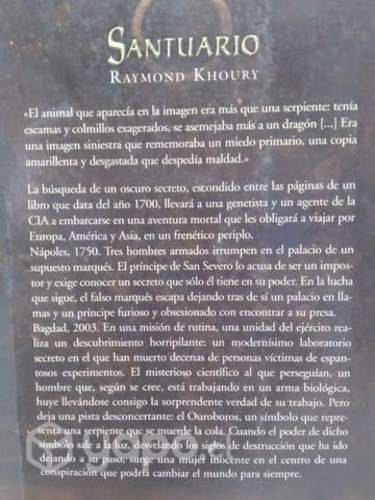 SANTUARIO
RAYMOND KHOURY
«El animal que aparecía en la imagen era más que una serpiente: tenía
escamas y colmillos exagerados, se asemejaba más a un dragón [...] Era
una imagen siniestra que rememoraba un miedo primario, una copia
amarillenta y desgastada que despedía maldad.»
La búsqueda de un oscuro secreto, escondido entre las páginas de un
libro que data del año 1700, llevará a una genetista y un agente de la
CIA a embarcarse en una aventura mortal que les obligará a viajar por
Europa, América y Asia, en un frenético periplo.
Nápoles, 1750. Tres hombres armados irrumpen en el palacio de un
supuesto marqués. El príncipe de San Severo lo acusa de ser un impos-
tor y exige conocer un secreto que sólo él tiene en su poder. En la lucha
que sigue, el falso marqués escapa dejando tras de sí un palacio en lla-
mas y un príncipe furioso y obsesionado con encontrar a su presa.
Bagdad, 2003. En una misión de rutina, una unidad del ejército rea-
liza un descubrimiento horripilante: un modernísimo laboratorio
secreto en el que han muerto decenas de personas víctimas de espan-
tosos experimentos. El misterioso científico al que perseguían, un
hombre que, según se cree, está trabajando en un arma biológica,
huye llevándose consigo la sorprendente verdad de su trabajo. Pero
deja una pista desconcertante: el Ouroboros, un símbolo que repre-
senta una serpiente que se muerde la cola. Cuando el poder de dicho
símbolo sale a la luz, desvelando los siglos de destrucción que ha ido
dejando a su paso, surge una mujer inocente en el centro de una
conspiración que podría cambiar el mundo para siempre.